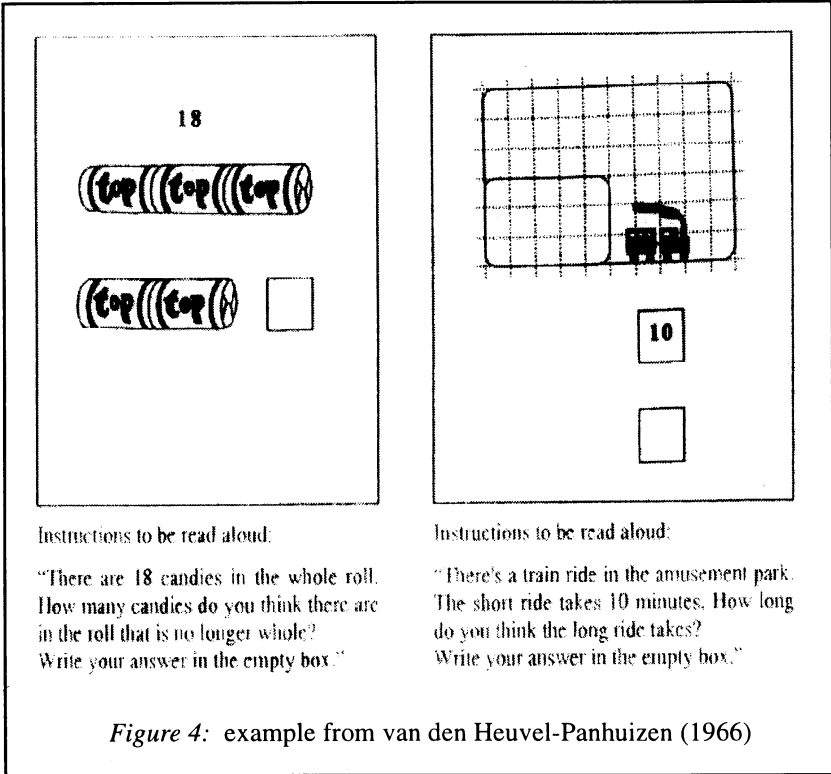 18
top top top
top top
10
Instructions to be read aloud:
"There are 18 candies in the whole roll.
How many candies do you think there are
in the roll that is no longer whole?
Write your answer in the empty box."
Instructions to be read aloud:
"There's a train ride in the amusement park.
The short ride takes 10 minutes. How long
do you think the long ride takes?
Write your answer in the empty box."
Figure 4: example from van den Heuvel-Panhuizen (1966)